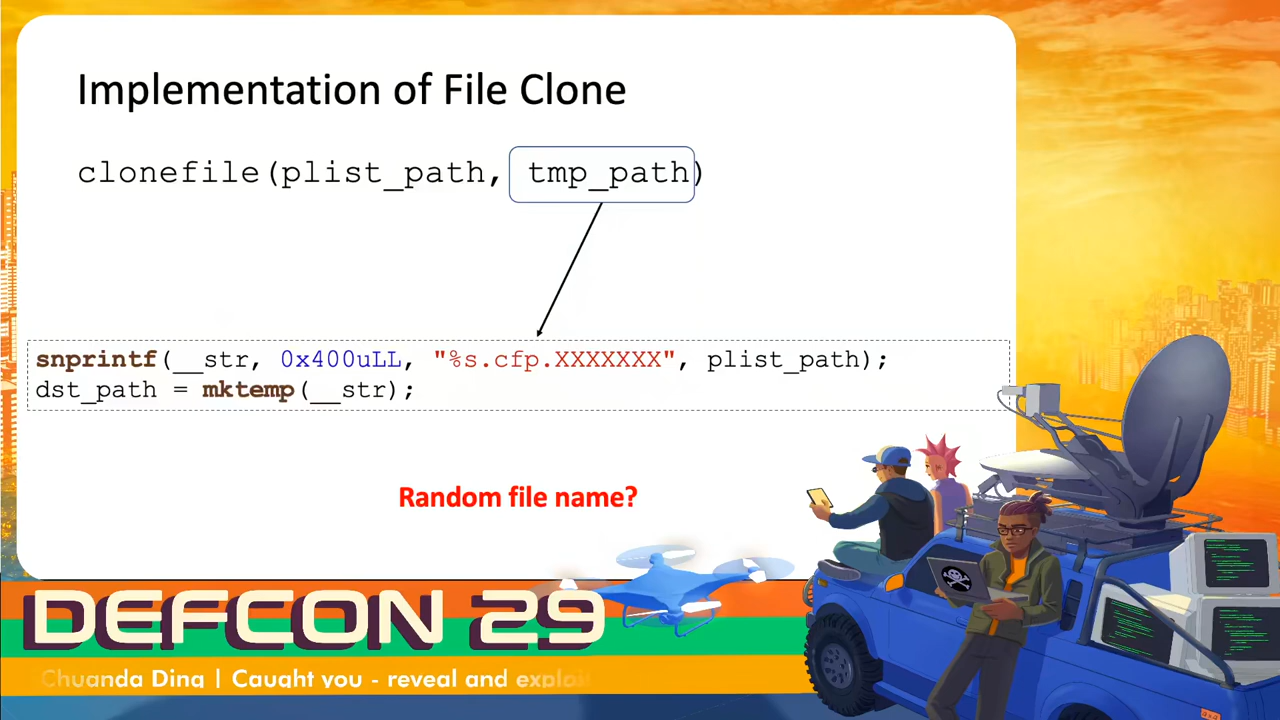 Implementation of File Clone
clonefile(plist_path, tmp_path)
snprintf(__str, 0x400uLL, "%s.cfp.XXXXXXX", plist_path);
dst_path = mktemp(__str);
Random file name?
DEFCON 29
Chuanda Ding | Caught you - reveal and exploi